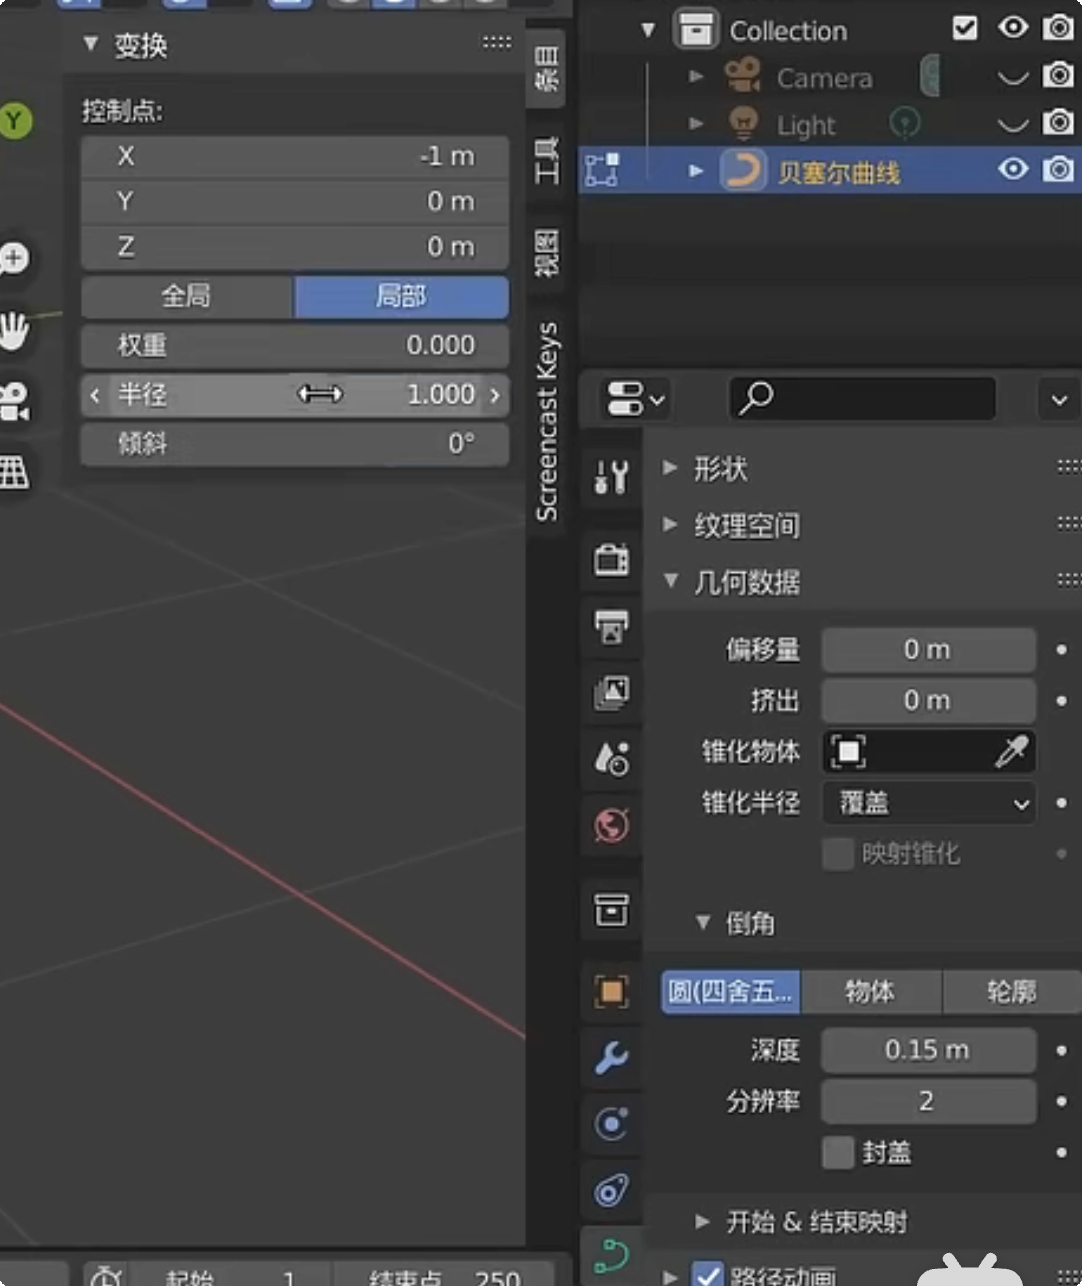 变换
控制点:
X -1 m
Y 0 m
Z 0 m
全局 局部
权重 0.000
半径 1.000
倾斜 0°
Y
条目
工具
视图
Screencast Keys
Collection
Camera
Light
贝塞尔曲线
形状
纹理空间
几何数据
偏移量 0 m
挤出 0 m
锥化物体
锥化半径 覆盖
映射锥化
倒角
圆(四舍五... 物体 轮廓
深度 0.15 m
分辨率 2
封盖
开始 & 结束映射
路径动画
起始 1 结束点 250